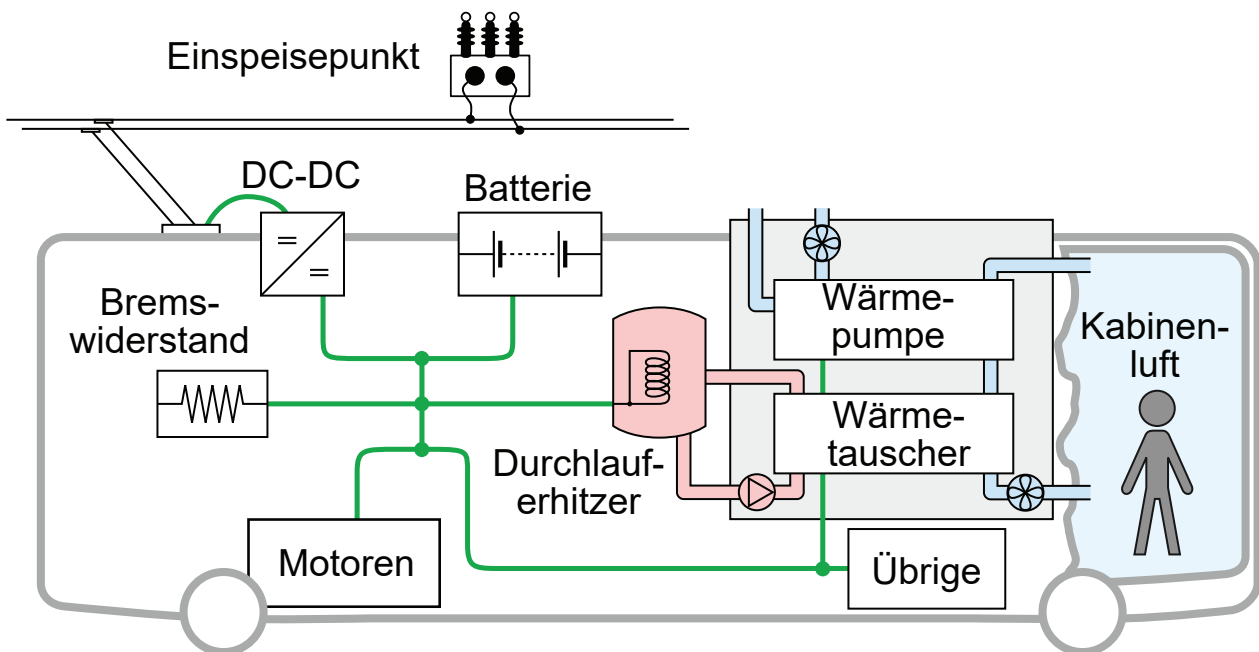 Einspeisepunkt
DC-DC
Batterie
Brems-
widerstand
Wärme-
pumpe
Kabinen-
luft
Wärme-
tauscher
Durchlauf-
erhitzer
Motoren
Übrige